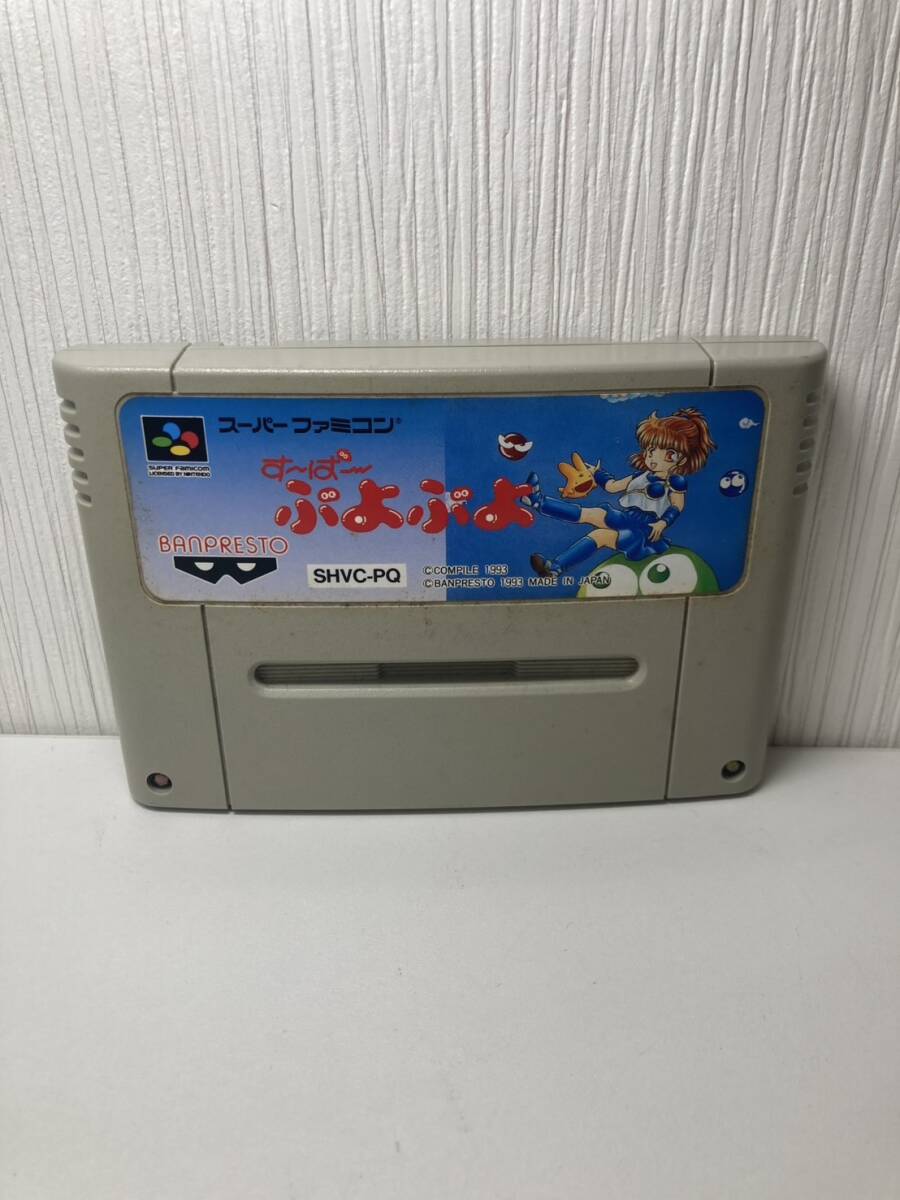 スーパーファミコン®
SUPER FAMICOM
LICENSED BY NINTENDO
す〜ぱ〜
ぷよぷよ
BANPRESTO
SHVC-PQ
©COMPILE 1993
©BANPRESTO 1993 MADE IN JAPAN